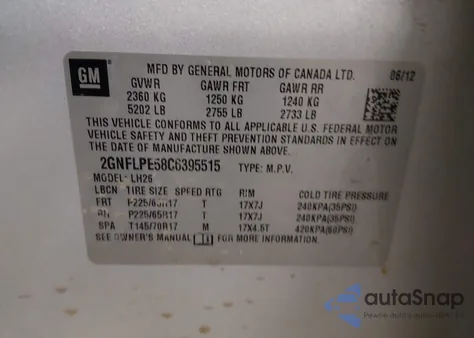 GM
MFD BY GENERAL MOTORS OF CANADA LTD. 06/12
GVWR GAWR FRT GAWR RR
2360 KG 1250 KG 1240 KG
5202 LB 2755 LB 2733 LB
THIS VEHICLE CONFORMS TO ALL APPLICABLE U.S. FEDERAL MOTOR
VEHICLE SAFETY AND THEFT PREVENTION STANDARDS IN EFFECT ON
THE DATE OF MANUFACTURE SHOWN ABOVE.
2GNFLPE58C6395515 TYPE: M.P.V.
MODEL: LH26
LBCN TIRE SIZE SPEED RTG RIM COLD TIRE PRESSURE
FRT P225/65R17 T 17X7J 240KPA(35PSI)
P225/65R17 T 17X7J 240KPA(35PSI)
SPA T145/70R17 M 17X4.5T 420KPA(60PSI)
SEE OWNER'S MANUAL FOR MORE INFORMATION.
autoSnap